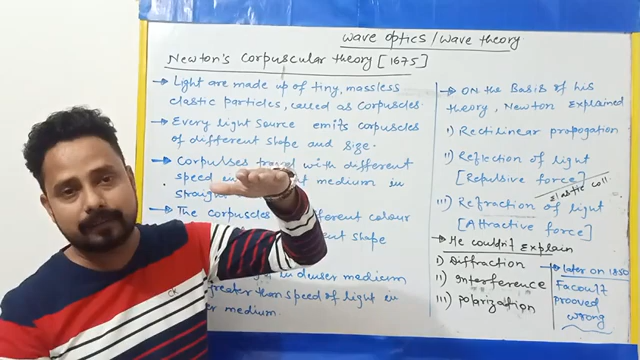 wave optics/wave theory
Newton's Corpuscular theory [1675]
→ Light are made up of tiny, massless
elastic particles, called as corpuscles.
→ Every light source emits corpuscles
of different shape and size.
→ Corpulses travel with different
speed in medium in
straight
→ The Corpuscles different colour
shape
in denser medium
greater than speed of light in
medium.
→ ON the Basis of his
theory, Newton Explained
i) Rectilinear propogation
ii) Reflection of light
[Repulsive force]
Elastic coll
iii) Refraction of light
[Attractive force]
→ He couldn't Explain
i) Diffraction
ii) interference
iii) polarization
→ later on 1850
Facoult
prooved
wrong